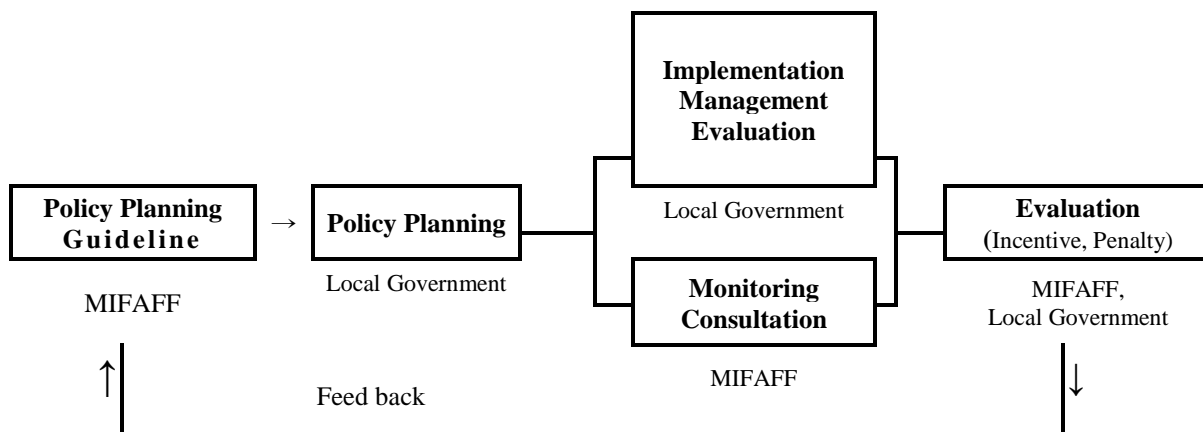 Policy Planning
Guideline
MIFAFF
→
Policy Planning
Local Government
Implementation
Management
Evaluation
Local Government
Monitoring
Consultation
MIFAFF
Evaluation
(Incentive, Penalty)
MIFAFF,
Local Government
↑
Feed back
↓